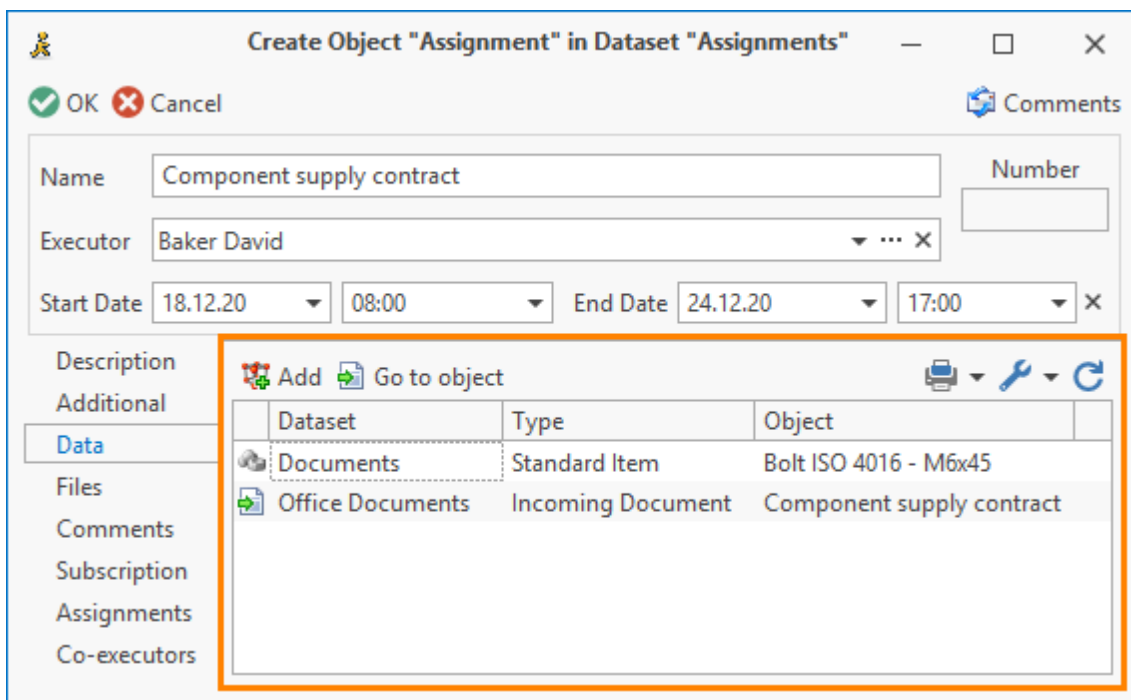 Create Object "Assignment" in Dataset "Assignments"
OK Cancel Comments
Name Component supply contract Number
Executor Baker David
Start Date 18.12.20 08:00 End Date 24.12.20 17:00
Description
Additional
Data
Files
Comments
Subscription
Assignments
Co-executors
Add Go to object
Dataset Type Object
Documents Standard Item Bolt ISO 4016 - M6x45
Office Documents Incoming Document Component supply contract